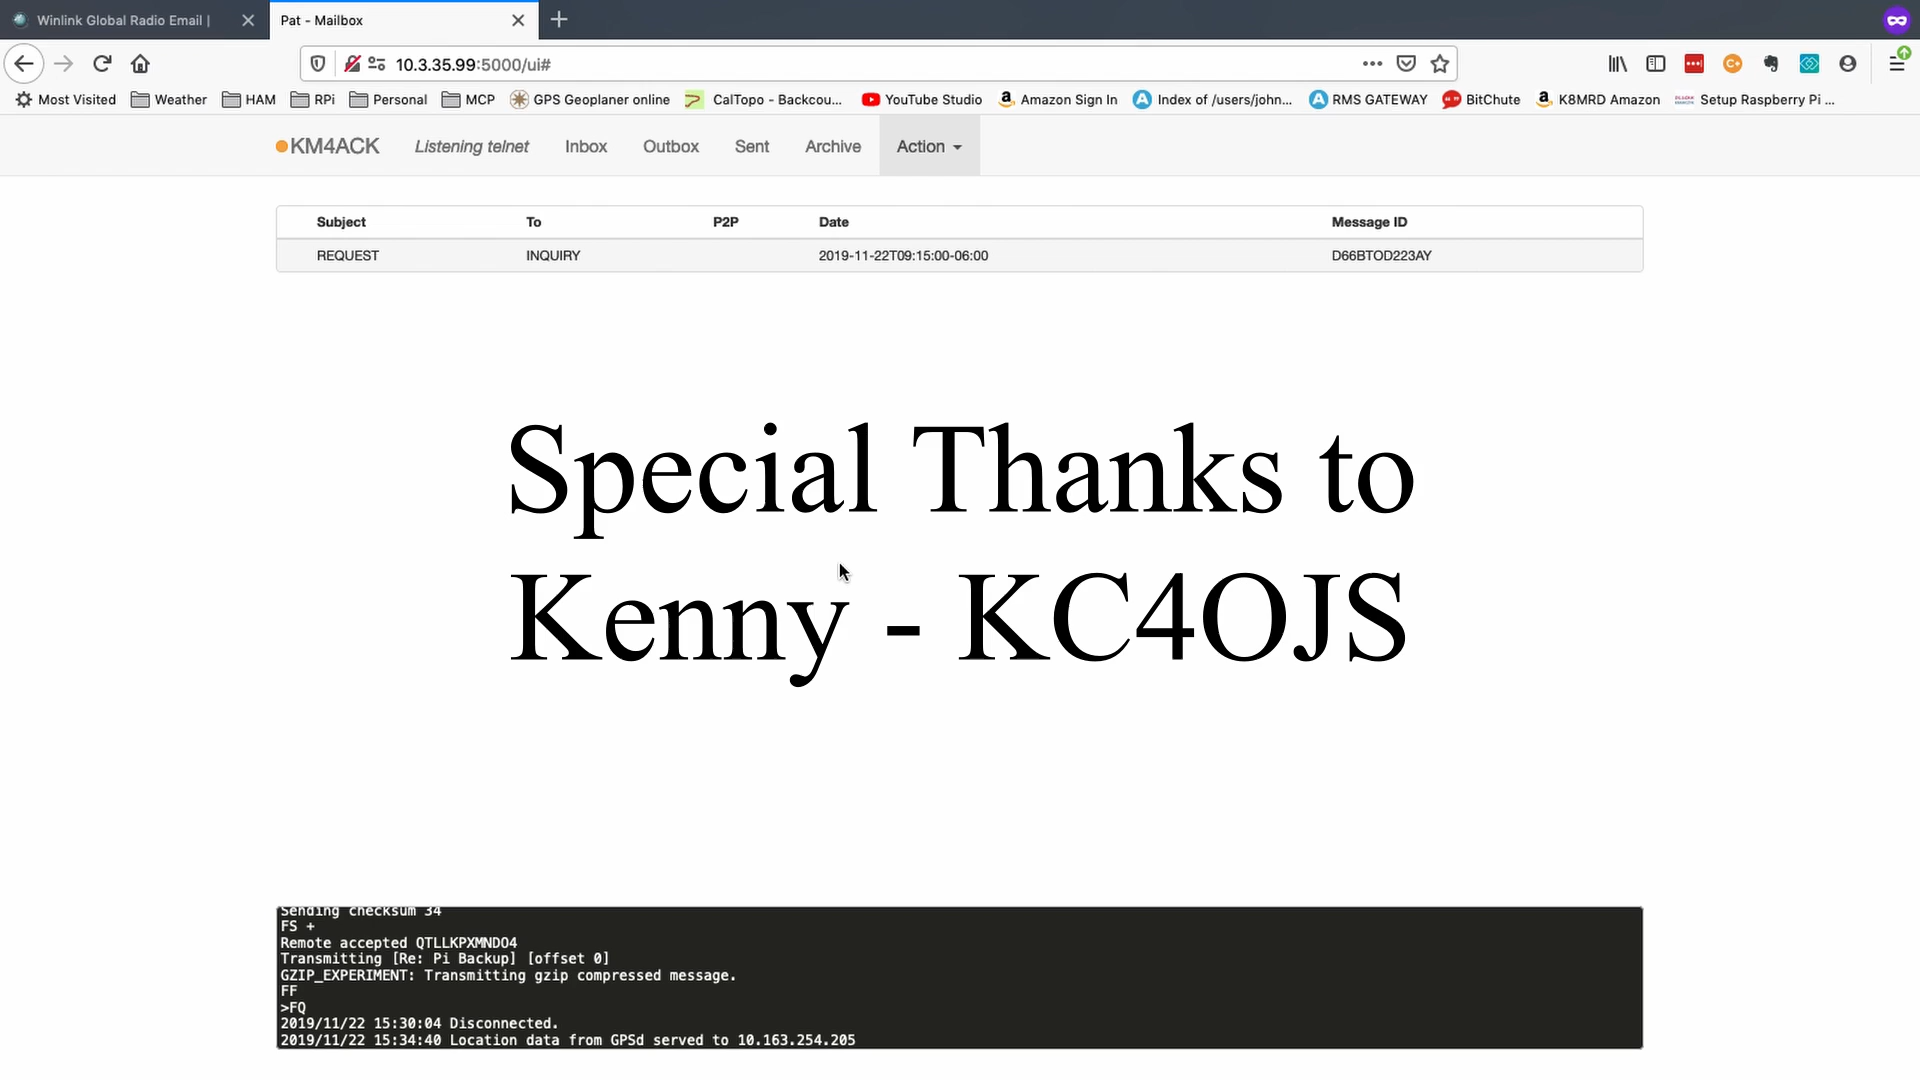 Winlink Global Radio Email |
Pat - Mailbox
10.3.35.99:5000/ui#
Most Visited Weather HAM RPi Personal MCP GPS Geoplaner online CalTopo - Backcou... YouTube Studio Amazon Sign In Index of /users/john... RMS GATEWAY BitChute K8MRD Amazon Setup Raspberry Pi ...
KM4ACK Listening telnet Inbox Outbox Sent Archive Action
Subject To P2P Date Message ID
REQUEST INQUIRY 2019-11-22T09:15:00-06:00 D66BTOD223AY
Special Thanks to
Kenny - KC4OJS
Sending checksum 34
FS +
Remote accepted QTLLKPXMNDO4
Transmitting [Re: Pi Backup] [offset 0]
GZIP_EXPERIMENT: Transmitting gzip compressed message.
FF
>FQ
2019/11/22 15:30:04 Disconnected.
2019/11/22 15:34:40 Location data from GPSd served to 10.163.254.205